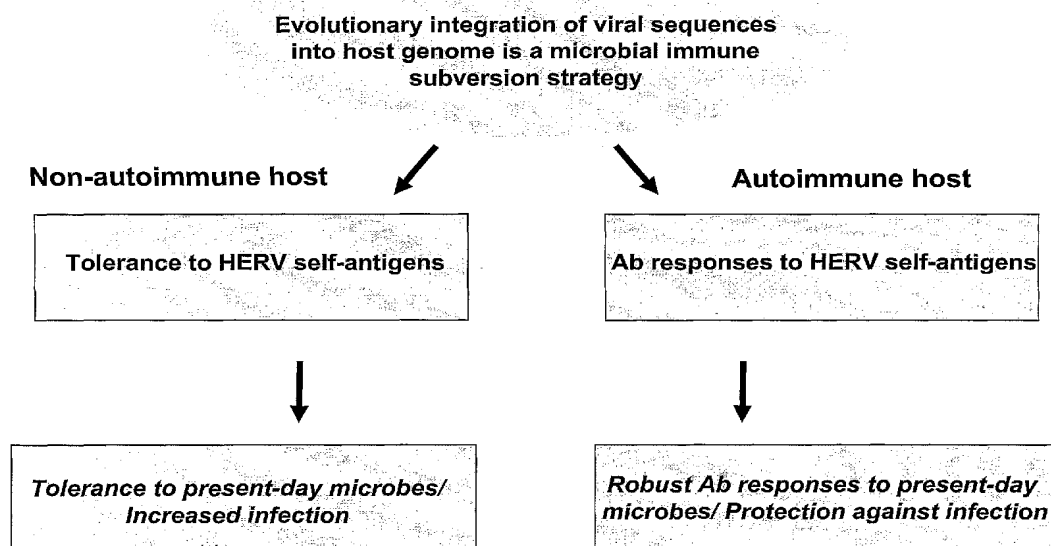 Evolutionary integration of viral sequences
into host genome is a microbial immune
subversion strategy
Non-autoimmune host
Autoimmune host
Tolerance to HERV self-antigens
Ab responses to HERV self-antigens
Tolerance to present-day microbes/
Increased infection
Robust Ab responses to present-day
microbes/ Protection against infection